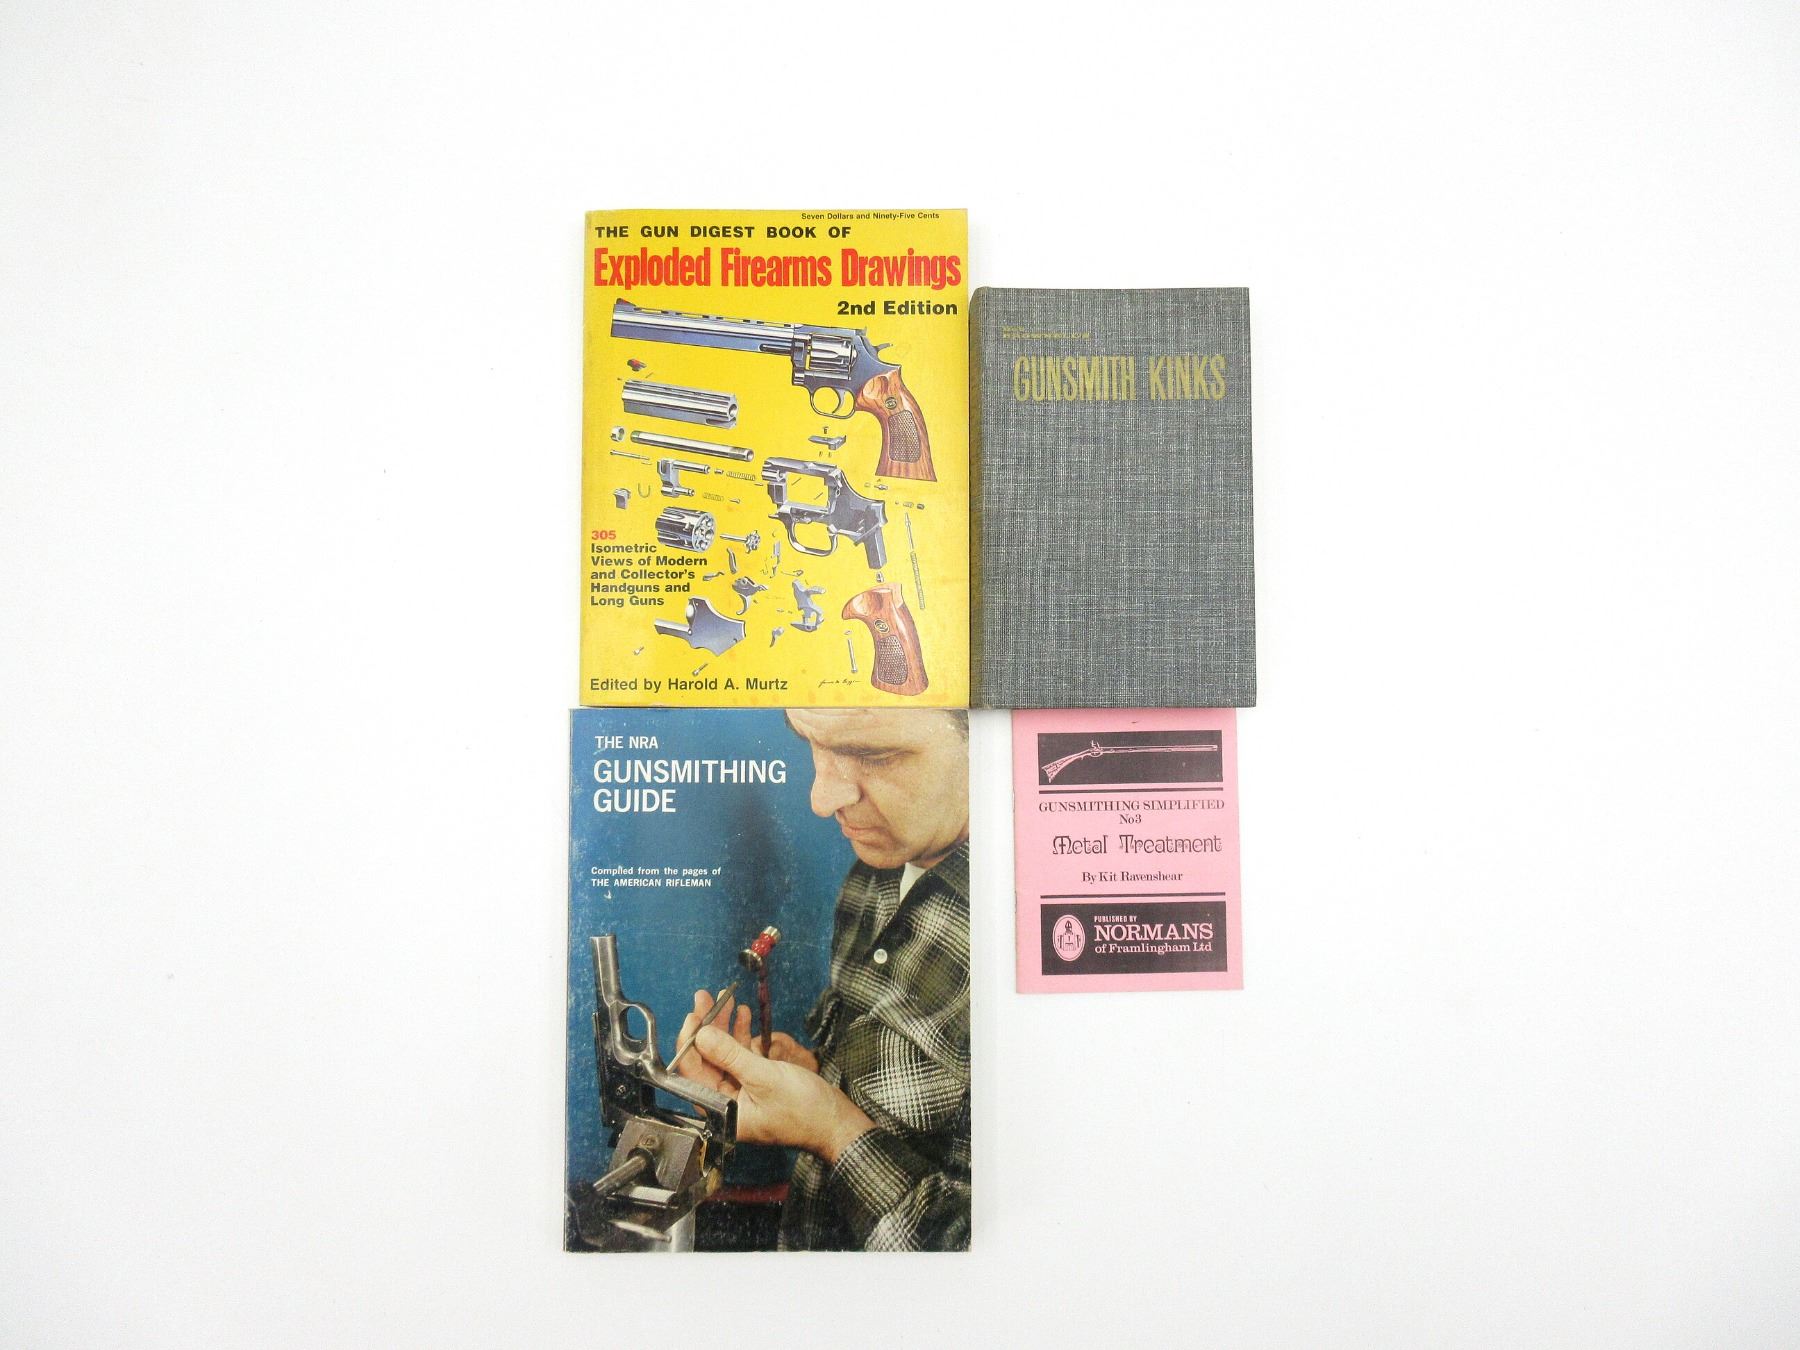 Seven Dollars and Ninety-Five Cents
THE GUN DIGEST BOOK OF
Exploded Firearms Drawings
2nd Edition
305
Isometric
Views of Modern
and Collector's
Handguns and
Long Guns
Edited by Harold A. Murtz
BROWNELL'S
GUNSMITH KINKS
THE NRA
GUNSMITHING
GUIDE
Compiled from the pages of
THE AMERICAN RIFLEMAN
GUNSMITHING SIMPLIFIED
No3
Metal Treatment
By Kit Ravenshear
PUBLISHED BY
NORMANS
of Framlingham Ltd